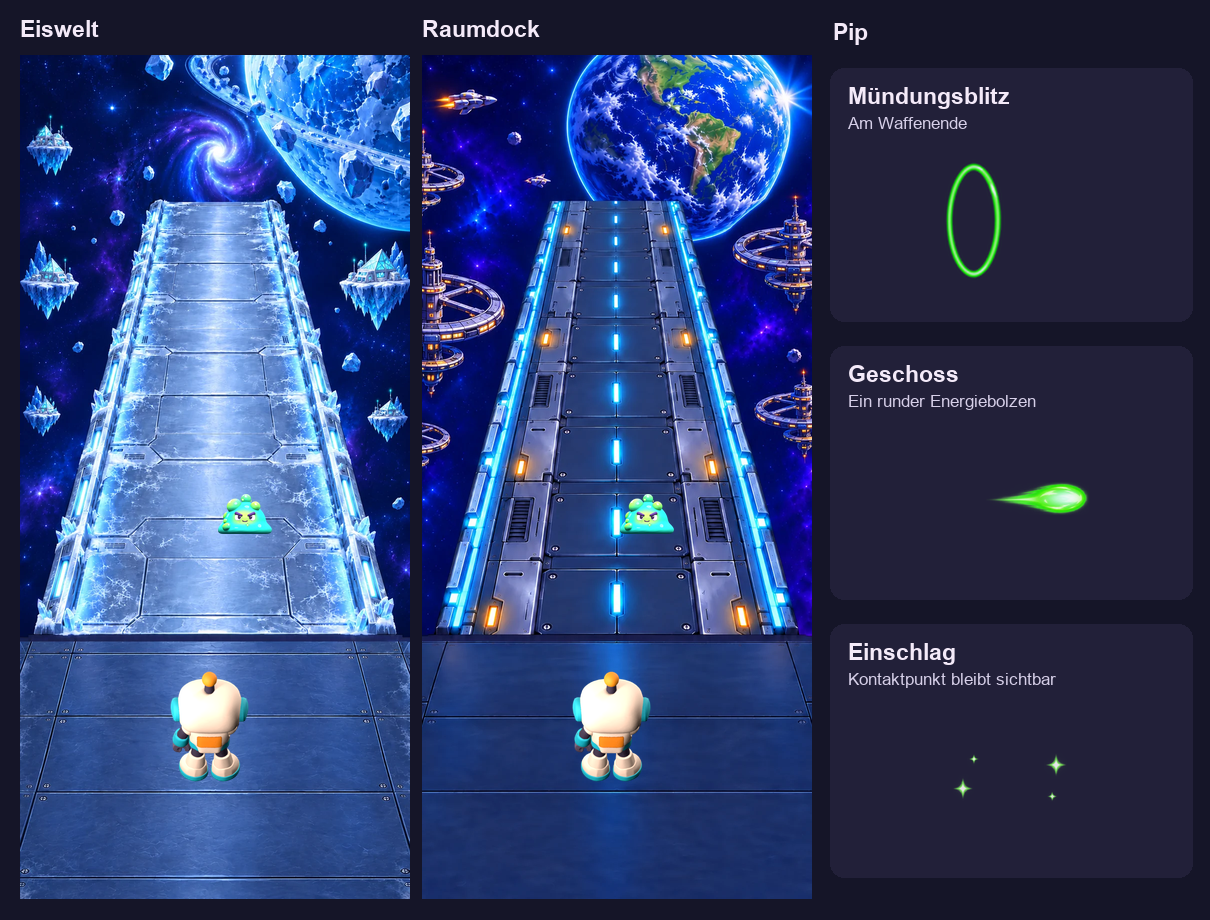 Eiswelt
Raumdock
Pip
Mündungsblitz
Am Waffenende
Geschoss
Ein runder Energiebolzen
Einschlag
Kontaktpunkt bleibt sichtbar